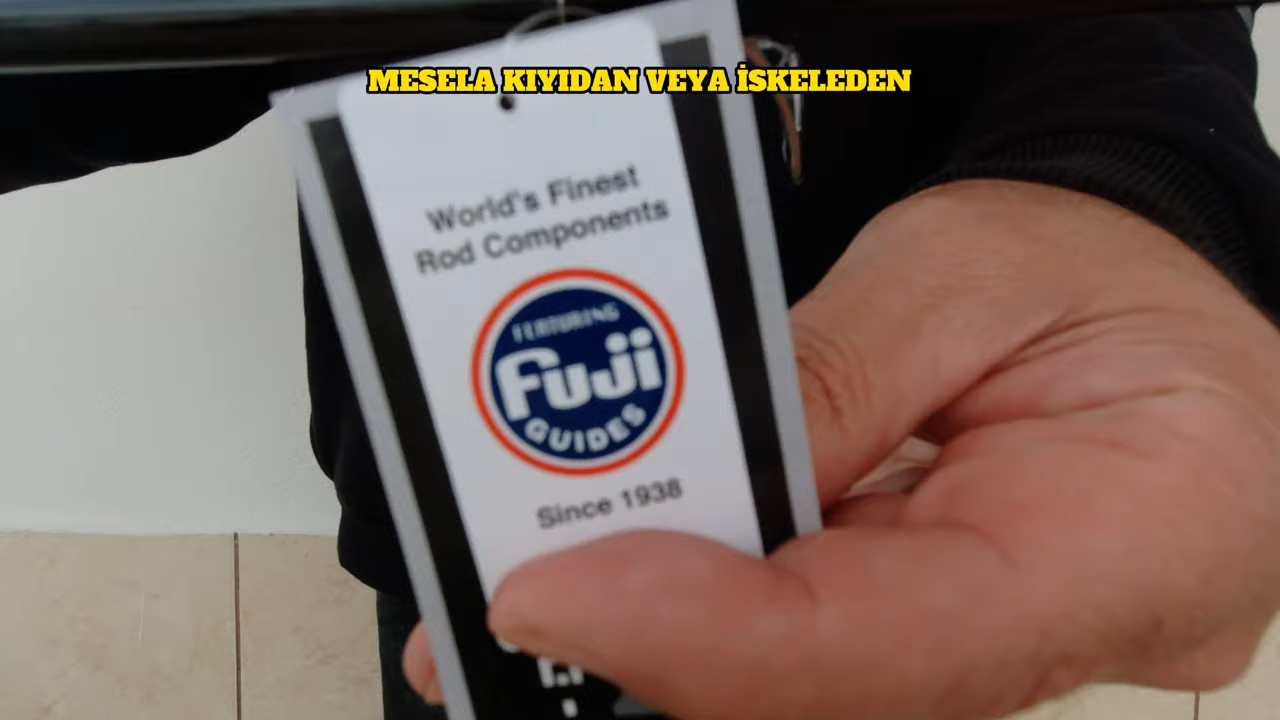 MESELA KIYIDAN VEYA İSKELEDEN
World's Finest
Rod Components
FEATURING
Fuji
GUIDES
Since 1938